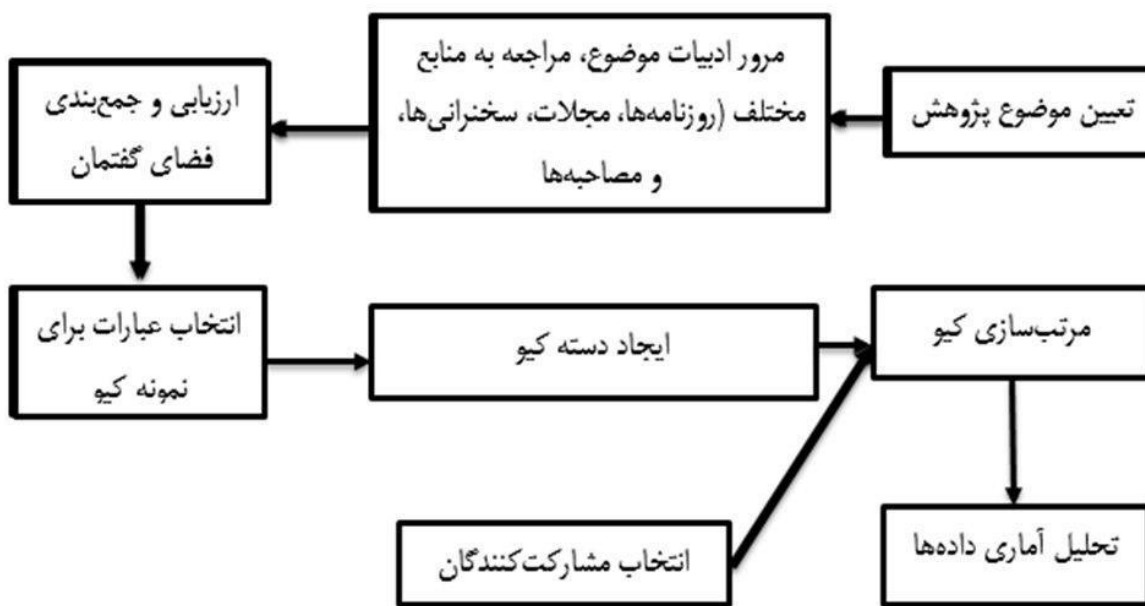 تعیین موضوع پژوهش
مرور ادبیات موضوع، مراجعه به منابع
مختلف (روزنامه‌ها، مجلات، سخنرانی‌ها،
و مصاحبه‌ها
ارزیابی و جمع‌بندی
فضای گفتمان
انتخاب عبارات برای
نمونه کیو
ایجاد دسته کیو
مرتب‌سازی کیو
انتخاب مشارکت‌کنندگان
تحلیل آماری داده‌ها